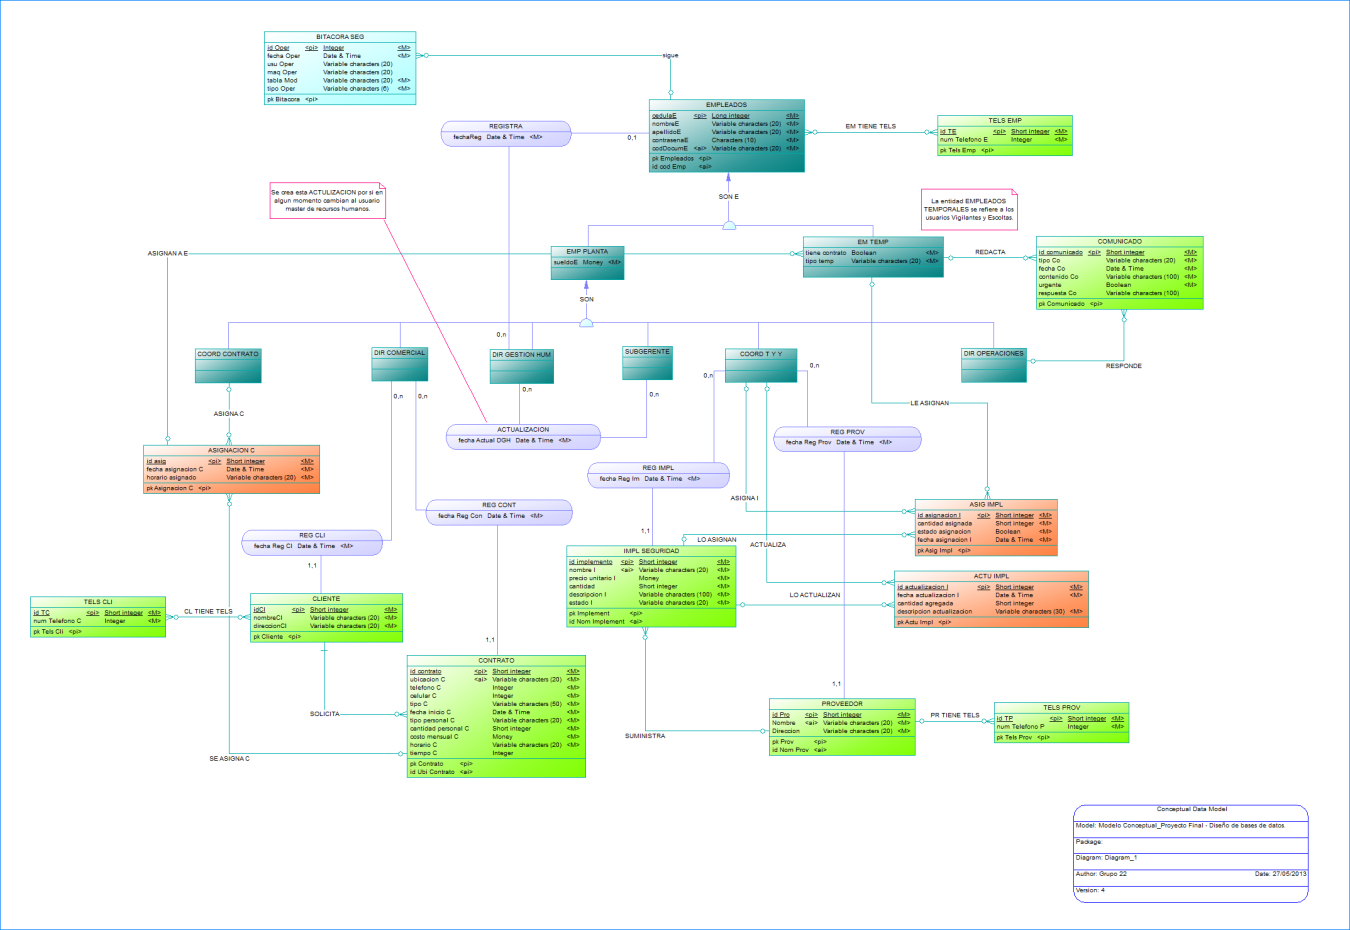 BITACORA SEG
id Oper <pi> Integer <M>
fecha Oper Date & Time <M>
usu Oper Variable characters (20)
maq Oper Variable characters (20)
tabla Mod Variable characters (20) <M>
tipo Oper Variable characters (6) <M>
pk Bitacora <pi>
sigue
EMPLEADOS
cedulaE <pi> Long integer <M>
nombreE Variable characters (20) <M>
apellidoE Variable characters (20) <M>
contrasenaE Characters (10) <M>
codDocumE <ai> Variable characters (20) <M>
pk Empleados <pi>
id cod Emp <ai>
REGISTRA
fechaReg Date & Time <M>
0,1
EM TIENE TELS
TELS EMP
id TE <pi> Short integer <M>
num Telefono E Integer <M>
pk Tels Emp <pi>
Se crea esta ACTULIZACION por si en
algun momento cambian al usuario
master de recursos humanos.
SON E
La entidad EMPLEADOS
TEMPORALES se refiere a los
usuarios Vigilantes y Escoltas.
ASIGNAN A E
EMP PLANTA
sueldoE Money <M>
EM TEMP
tiene contrato Boolean <M>
tipo temp Variable characters (20) <M>
REDACTA
COMUNICADO
id comunicado <pi> Short integer <M>
tipo Co Variable characters (20) <M>
fecha Co Date & Time <M>
contenido Co Variable characters (100) <M>
urgente Boolean <M>
respuesta Co Variable characters (100)
pk Comunicado <pi>
SON
0,n
COORD CONTRATO
DIR COMERCIAL
DIR GESTION HUM
SUBGERENTE
COORD T Y Y
DIR OPERACIONES
RESPONDE
0,n
0,n
0,n
0,n
0,n
0,n
ASIGNA C
LE ASIGNAN
ACTUALIZACION
fecha Actual DGH Date & Time <M>
REG PROV
fecha Reg Prov Date & Time <M>
ASIGNACION C
id asig <pi> Short integer <M>
fecha asignacion C Date & Time <M>
horario asignado Variable characters (20) <M>
pk Asignacion C <pi>
REG IMPL
fecha Reg Im Date & Time <M>
ASIGNA I
REG CONT
fecha Reg Con Date & Time <M>
ASIG IMPL
id asignacion I <pi> Short integer <M>
cantidad asignada Short integer <M>
estado asignacion Boolean <M>
fecha asignacion I Date & Time <M>
pk Asig Impl <pi>
REG CLI
fecha Reg Cl Date & Time <M>
1,1
1,1
LO ASIGNAN
ACTUALIZA
IMPL SEGURIDAD
id implemento <pi> Short integer <M>
nombre I <ai> Variable characters (20) <M>
precio unitario I Money <M>
cantidad Short integer <M>
descripcion I Variable characters (100) <M>
estado I Variable characters (20) <M>
pk Implement <pi>
id Nom Implement <ai>
LO ACTUALIZAN
ACTU IMPL
id actualizacion I <pi> Short integer <M>
fecha actualizacion I Date & Time <M>
cantidad agregada Short integer
descripcion actualizacion Variable characters (30) <M>
pk Actu Impl <pi>
TELS CLI
id TC <pi> Short integer <M>
num Telefono C Integer <M>
pk Tels Cli <pi>
CL TIENE TELS
CLIENTE
idCl <pi> Short integer <M>
nombreCl Variable characters (20) <M>
direccionCl Variable characters (20) <M>
pk Cliente <pi>
1,1
CONTRATO
id contrato <pi> Short integer <M>
ubicacion C <ai> Variable characters (20) <M>
telefono C Integer <M>
celular C Integer <M>
tipo C Variable characters (50) <M>
fecha inicio C Date & Time <M>
tipo personal C Variable characters (20) <M>
cantidad personal C Short integer <M>
costo mensual C Money <M>
horario C Variable characters (20) <M>
tiempo C Integer <M>
pk Contrato <pi>
id Ubi Contrato <ai>
SOLICITA
SE ASIGNA C
SUMINISTRA
1,1
PROVEEDOR
id Pro <pi> Short integer <M>
Nombre <ai> Variable characters (20) <M>
Direccion Variable characters (20) <M>
pk Prov <pi>
id Nom Prov <ai>
PR TIENE TELS
TELS PROV
id TP <pi> Short integer <M>
num Telefono P Integer <M>
pk Tels Prov <pi>
Conceptual Data Model
Model: Modelo Conceptual_Proyecto Final - Diseño de bases de datos.
Package:
Diagram: Diagram_1
Author: Grupo 22 Date: 27/05/2013
Version: 4